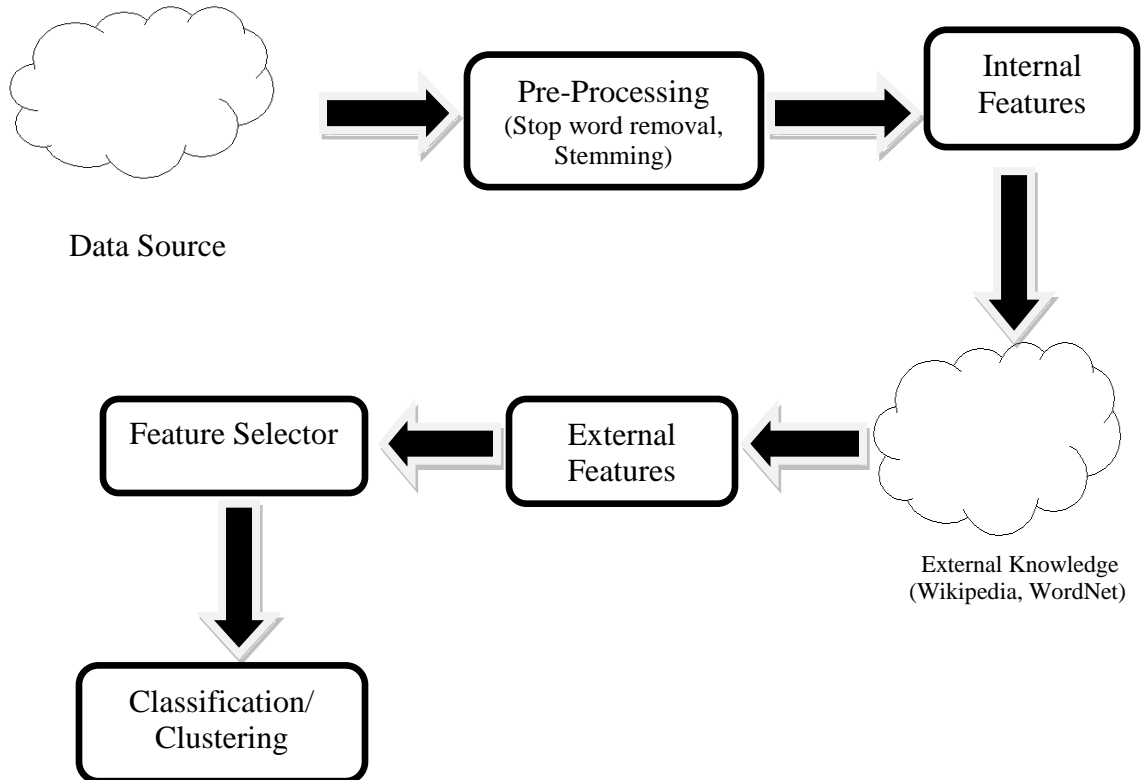 Data Source
Pre-Processing
(Stop word removal,
Stemming)
Internal
Features
External Knowledge
(Wikipedia, WordNet)
External
Features
Feature Selector
Classification/
Clustering